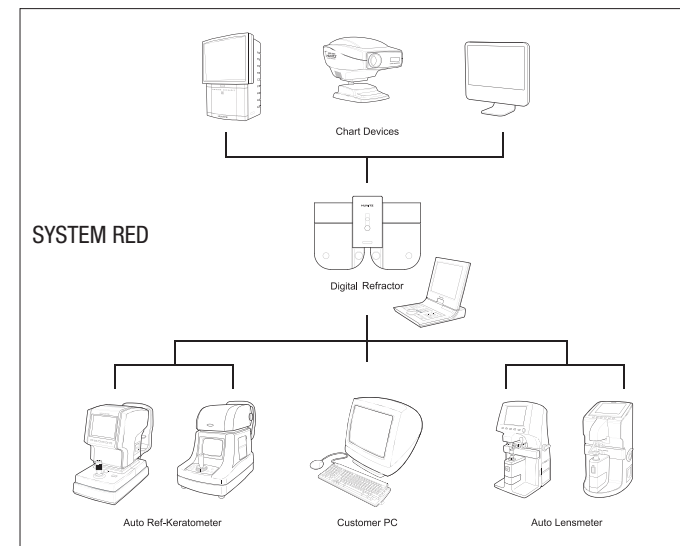 Chart Devices
SYSTEM RED
Digital Refractor
Auto Ref-Keratometer
Customer PC
Auto Lensmeter